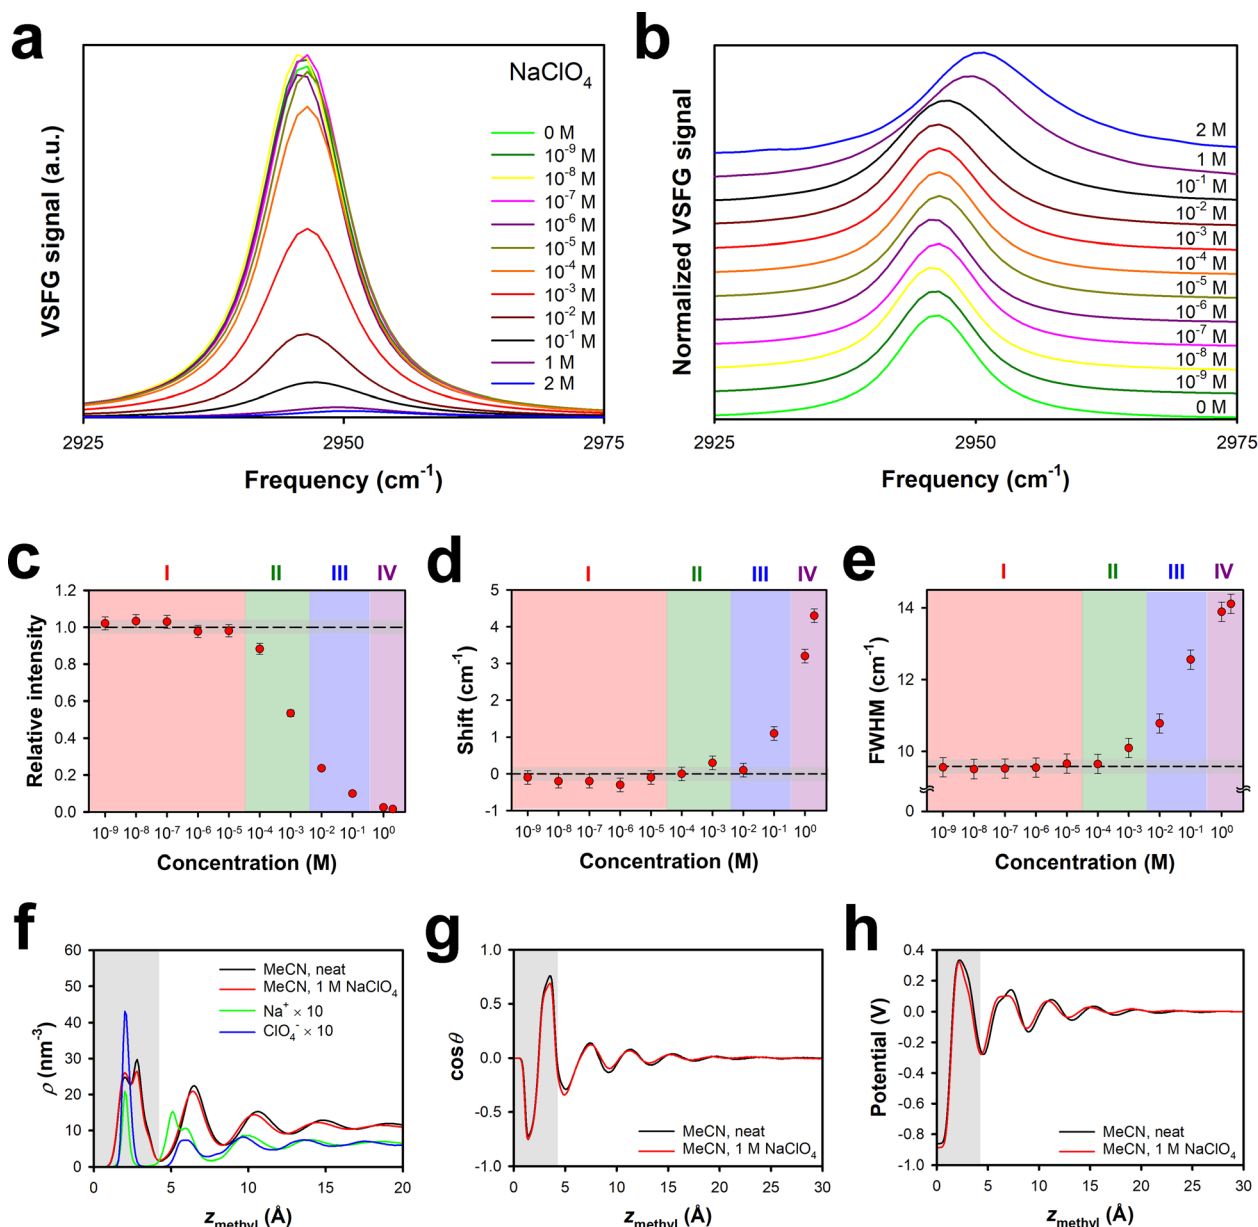 a
NaClO₄
VSFG signal (a.u.)
0 M
10⁻⁹ M
10⁻⁸ M
10⁻⁷ M
10⁻⁶ M
10⁻⁵ M
10⁻⁴ M
10⁻³ M
10⁻² M
10⁻¹ M
1 M
2 M
2925 2950 2975
Frequency (cm⁻¹)
b
Normalized VSFG signal
2 M
1 M
10⁻¹ M
10⁻² M
10⁻³ M
10⁻⁴ M
10⁻⁵ M
10⁻⁶ M
10⁻⁷ M
10⁻⁸ M
10⁻⁹ M
0 M
2925 2950 2975
Frequency (cm⁻¹)
c
I II III IV
Relative intensity
1.2
1.0
0.8
0.6
0.4
0.2
0.0
10⁻⁹ 10⁻⁸ 10⁻⁷ 10⁻⁶ 10⁻⁵ 10⁻⁴ 10⁻³ 10⁻² 10⁻¹ 10⁰
Concentration (M)
d
I II III IV
Shift (cm⁻¹)
5
4
3
2
1
0
-1
10⁻⁹ 10⁻⁸ 10⁻⁷ 10⁻⁶ 10⁻⁵ 10⁻⁴ 10⁻³ 10⁻² 10⁻¹ 10⁰
Concentration (M)
e
I II III IV
FWHM (cm⁻¹)
14
12
10
0
10⁻⁹ 10⁻⁸ 10⁻⁷ 10⁻⁶ 10⁻⁵ 10⁻⁴ 10⁻³ 10⁻² 10⁻¹ 10⁰
Concentration (M)
f
ρ (nm⁻³)
60
50
40
30
20
10
0
MeCN, neat
MeCN, 1 M NaClO₄
Na⁺ × 10
ClO₄⁻ × 10
0 5 10 15 20
z methyl (Å)
g
cosθ
1.0
0.5
0.0
-0.5
-1.0
MeCN, neat
MeCN, 1 M NaClO₄
0 5 10 15 20 25 30
z methyl (Å)
h
Potential (V)
0.4
0.2
0.0
-0.2
-0.4
-0.6
-0.8
-1.0
MeCN, neat
MeCN, 1 M NaClO₄
0 5 10 15 20 25 30
z methyl (Å)